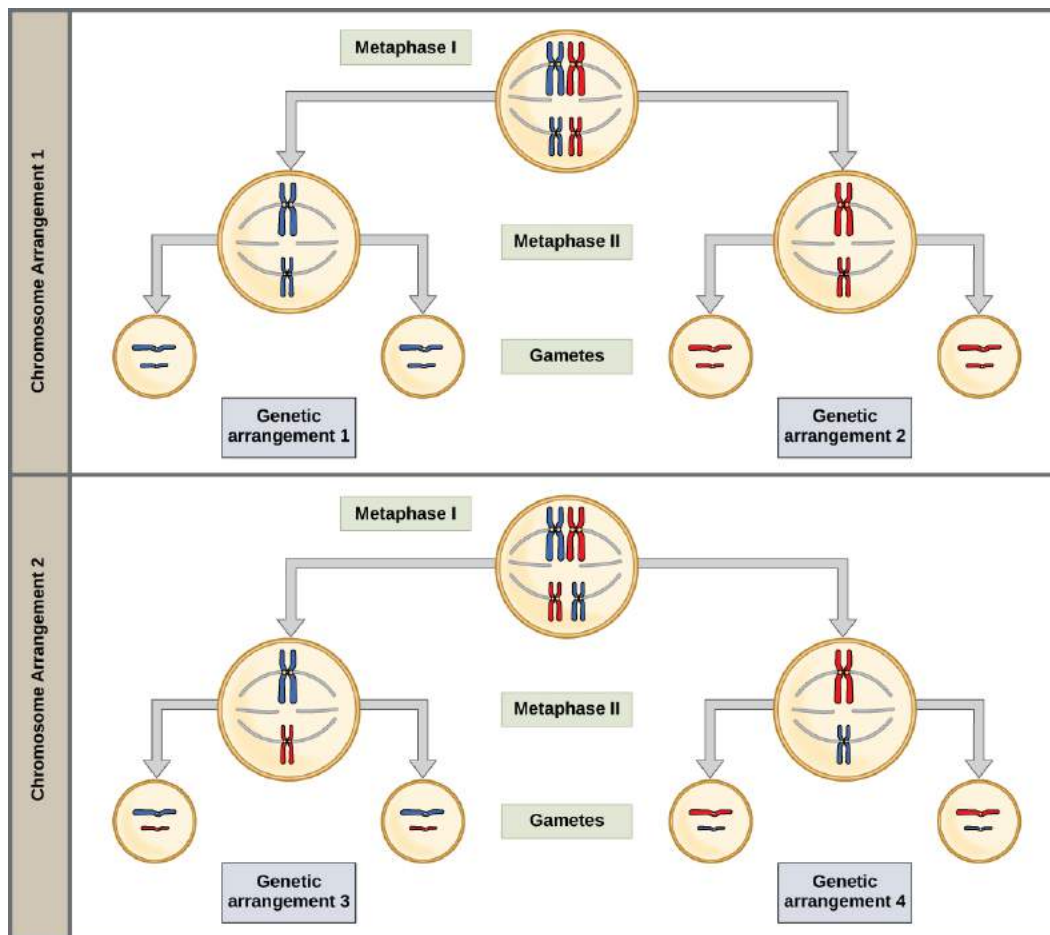 Chromosome Arrangement 1
Metaphase I
Metaphase II
Gametes
Genetic
arrangement 1
Genetic
arrangement 2
Chromosome Arrangement 2
Metaphase I
Metaphase II
Gametes
Genetic
arrangement 3
Genetic
arrangement 4